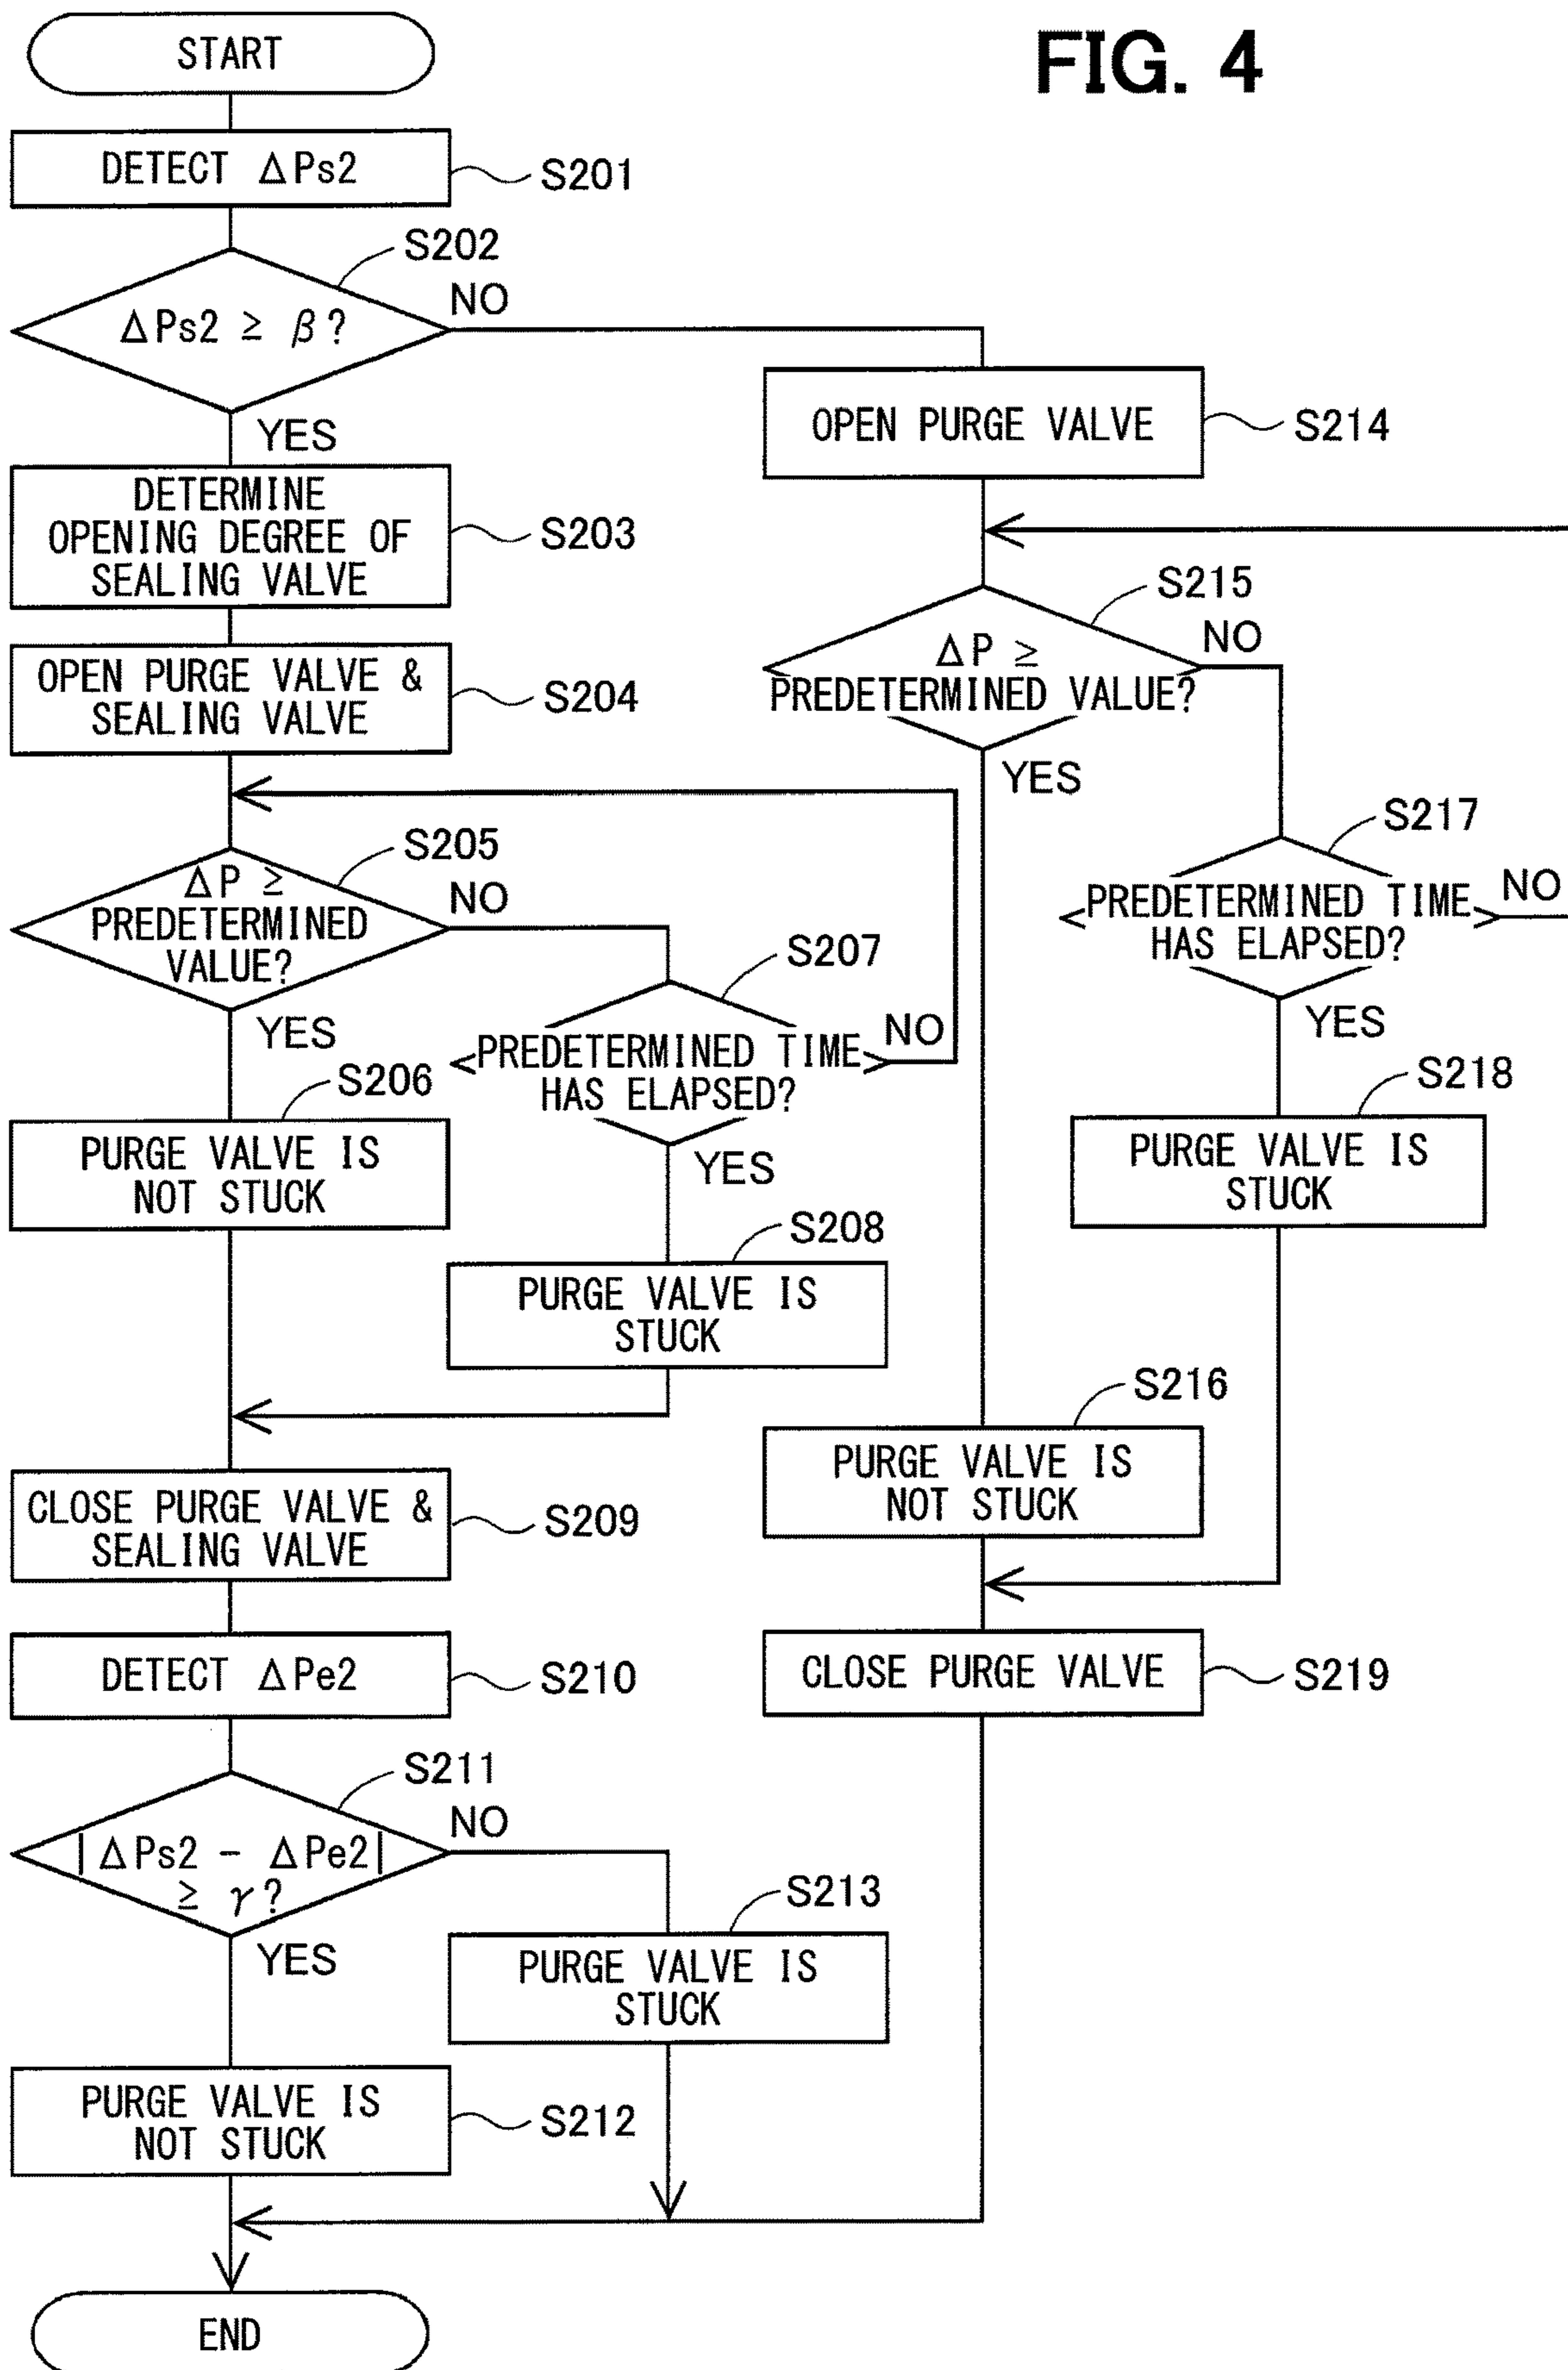 FIG. 4
START
DETECT ΔPs2
S201
S202
ΔPs2 ≥ β?
NO
YES
DETERMINE
OPENING DEGREE OF
SEALING VALVE
S203
OPEN PURGE VALVE &
SEALING VALVE
S204
S205
ΔP ≥
PREDETERMINED
VALUE?
NO
YES
S207
PREDETERMINED TIME
HAS ELAPSED?
NO
YES
S206
PURGE VALVE IS
NOT STUCK
S208
PURGE VALVE IS
STUCK
CLOSE PURGE VALVE &
SEALING VALVE
S209
DETECT ΔPe2
S210
S211
|ΔPs2 - ΔPe2|
≥ γ?
NO
YES
S213
PURGE VALVE IS
STUCK
PURGE VALVE IS
NOT STUCK
S212
OPEN PURGE VALVE
S214
S215
ΔP ≥
PREDETERMINED VALUE?
NO
YES
S217
PREDETERMINED TIME
HAS ELAPSED?
NO
YES
S218
PURGE VALVE IS
STUCK
S216
PURGE VALVE IS
NOT STUCK
CLOSE PURGE VALVE
S219
END